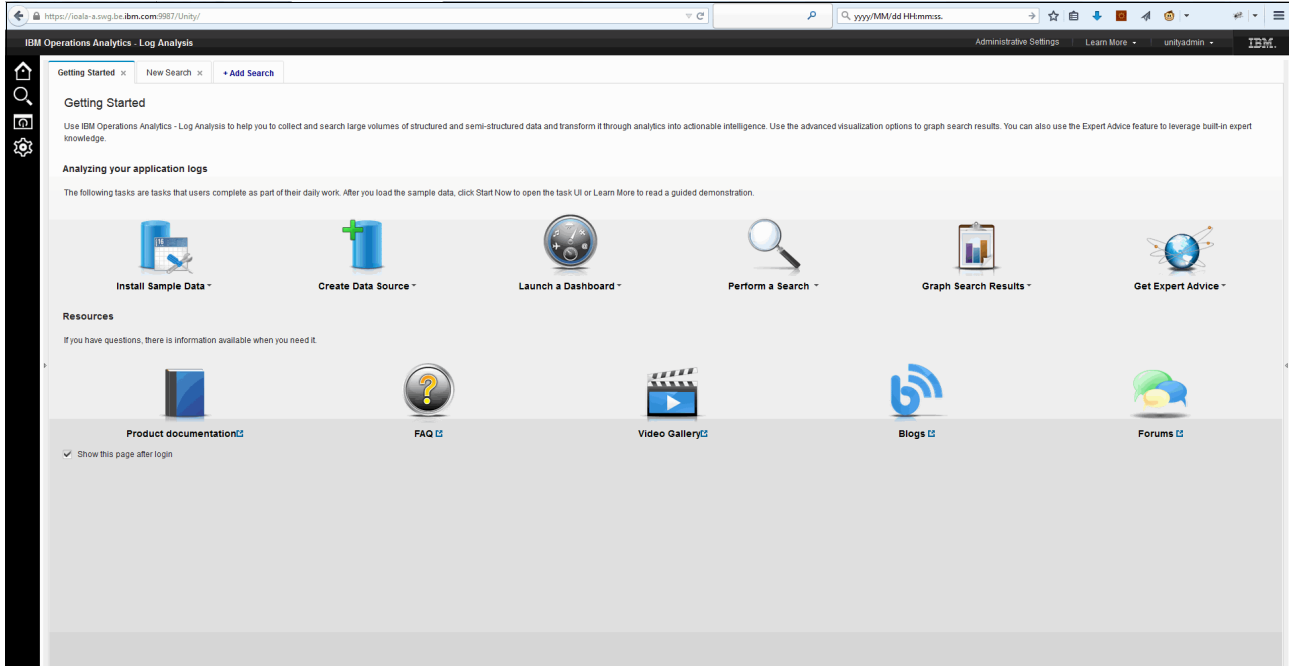 https://ioala-a.swg.be.ibm.com:9987/Unity/
yyyy/MM/dd HH:mm:ss.
IBM Operations Analytics - Log Analysis
Administrative Settings
Learn More
unityadmin
IBM.
Getting Started
New Search
+ Add Search
Getting Started
Use IBM Operations Analytics - Log Analysis to help you to collect and search large volumes of structured and semi-structured data and transform it through analytics into actionable intelligence. Use the advanced visualization options to graph search results. You can also use the Expert Advice feature to leverage built-in expert
knowledge.
Analyzing your application logs
The following tasks are tasks that users complete as part of their daily work. After you load the sample data, click Start Now to open the task UI or Learn More to read a guided demonstration.
16
Install Sample Data
Create Data Source
Launch a Dashboard
Perform a Search
Graph Search Results
Get Expert Advice
Resources
If you have questions, there is information available when you need it.
Product documentation
FAQ
Video Gallery
Blogs
Forums
Show this page after login